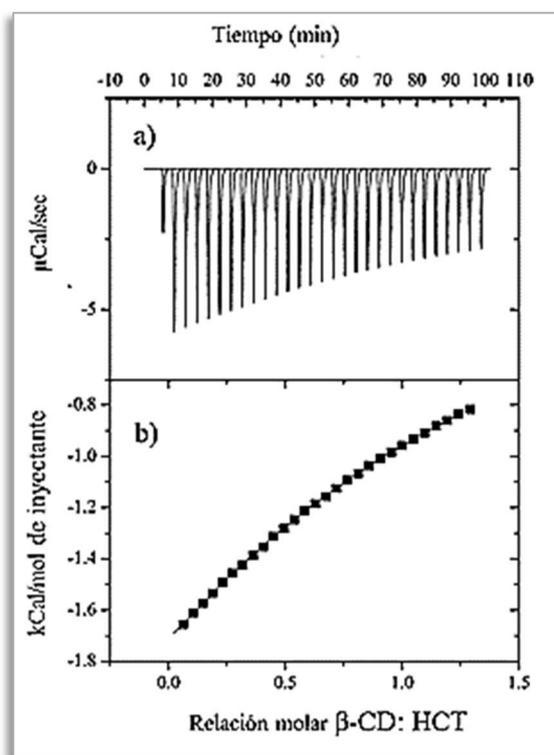 Tiempo (min)
-10 0 10 20 30 40 50 60 70 80 90 100 110
a)
0
-5
μCal/sec
b)
-0.8
-1.0
-1.2
-1.4
-1.6
-1.8
kCal/mol de inyectante
0.0 0.5 1.0 1.5
Relación molar β-CD: HCT